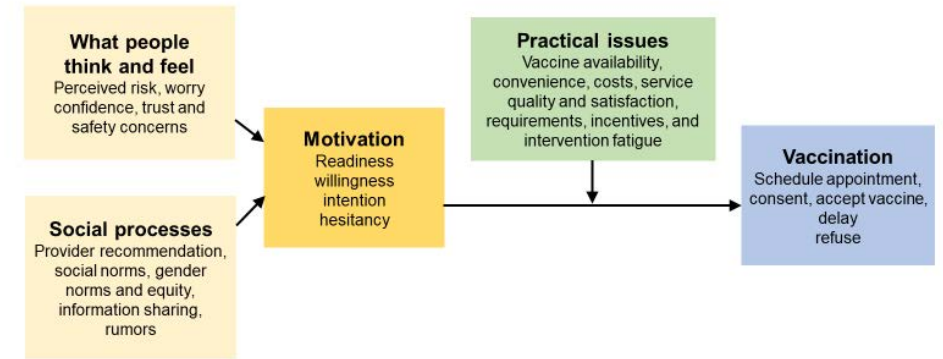 What people
think and feel
Perceived risk, worry
confidence, trust and
safety concerns
Social processes
Provider recommendation,
social norms, gender
norms and equity,
information sharing,
rumors
Motivation
Readiness
willingness
intention
hesitancy
Practical issues
Vaccine availability,
convenience, costs, service
quality and satisfaction,
requirements, incentives, and
intervention fatigue
Vaccination
Schedule appointment,
consent, accept vaccine,
delay
refuse